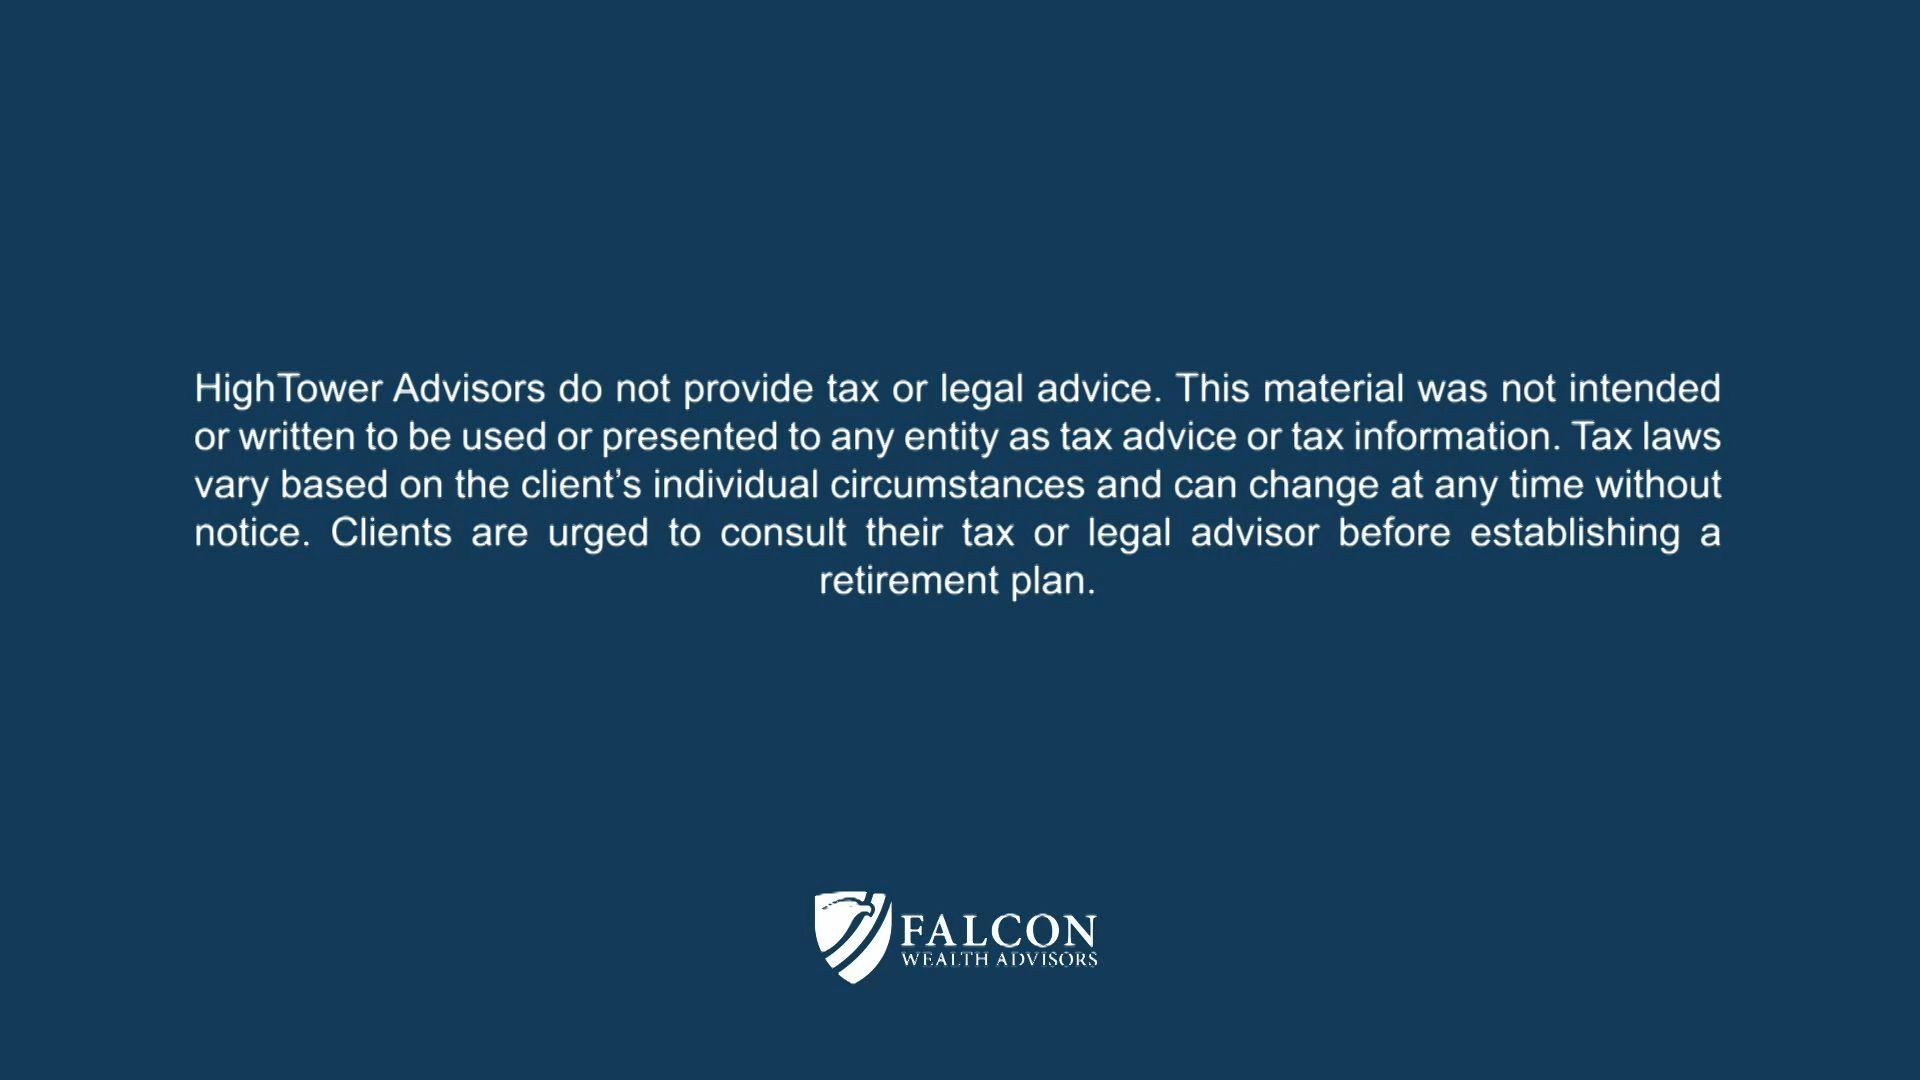 HighTower Advisors do not provide tax or legal advice. This material was not intended
or written to be used or presented to any entity as tax advice or tax information. Tax laws
vary based on the client’s individual circumstances and can change at any time without
notice. Clients are urged to consult their tax or legal advisor before establishing a
retirement plan.
FALCON
WEALTH ADVISORS